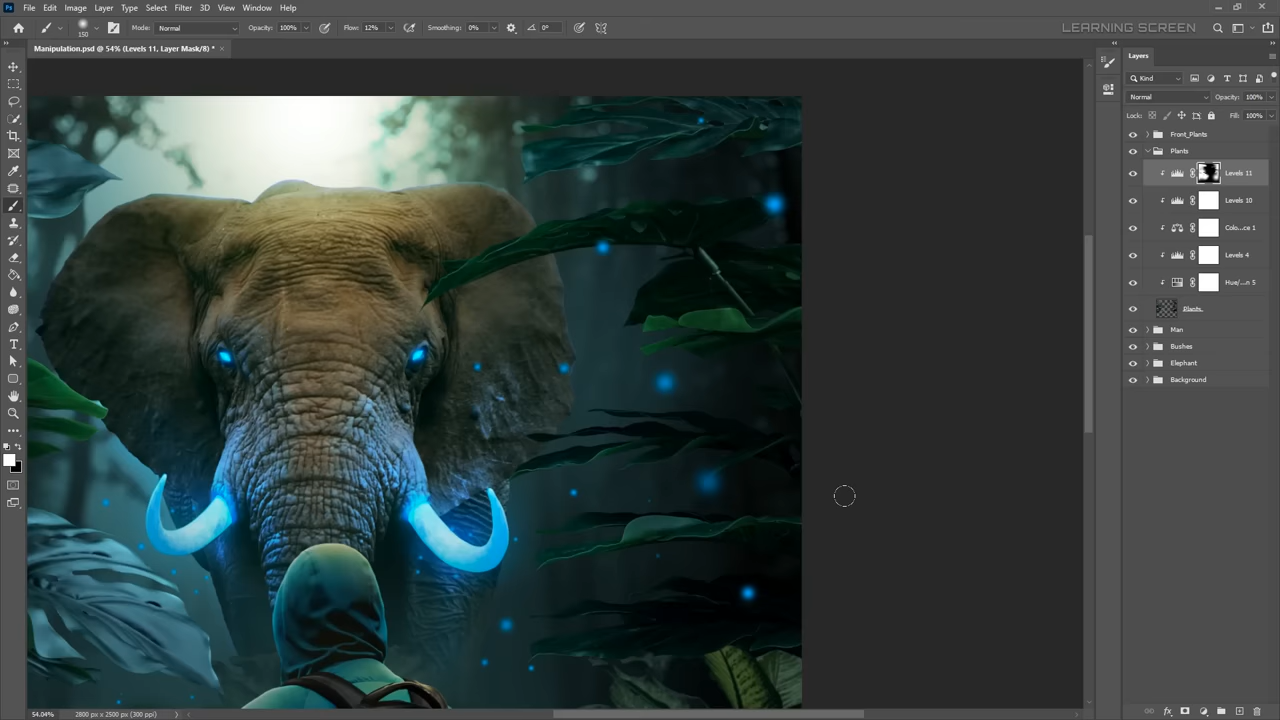 Ps File Edit Image Layer Type Select Filter 3D View Window Help
150 Mode: Normal Opacity: 100% Flow: 12% Smoothing: 0% 0° LEARNING SCREEN
Manipulation.psd @ 54% (Levels 11, Layer Mask/8) * ×
Layers
Kind
Normal Opacity: 100%
Lock: Fill: 100%
Front_Plants
Plants
Levels 11
Levels 10
Colo...ce 1
Levels 4
Hue/...n 5
Plants.
Man
Bushes
Elephant
Background
T
54.04% 2800 px x 2500 px (300 ppi)
fx